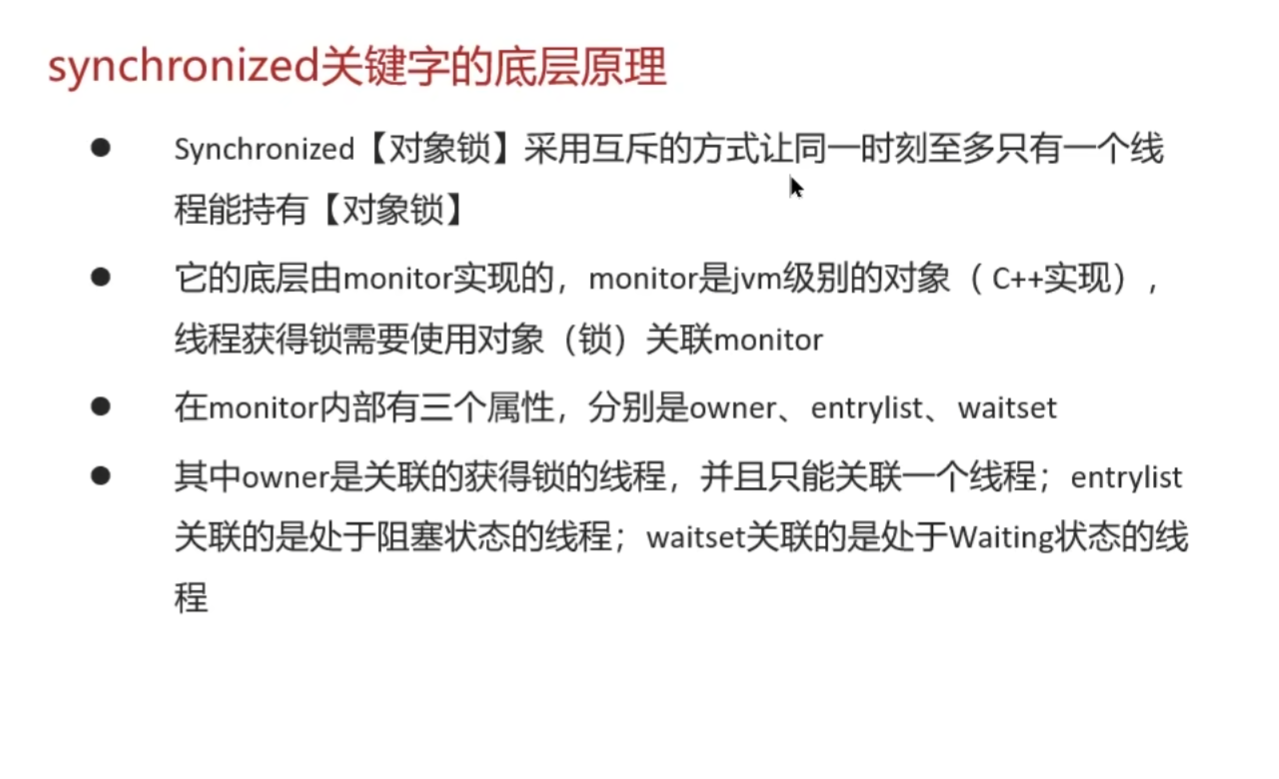 synchronized关键字的底层原理
● Synchronized【对象锁】采用互斥的方式让同一时刻至多只有一个线
程能持有【对象锁】
● 它的底层由monitor实现的，monitor是jvm级别的对象（ C++实现），
线程获得锁需要使用对象（锁）关联monitor
● 在monitor内部有三个属性，分别是owner、entrylist、waitset
● 其中owner是关联的获得锁的线程，并且只能关联一个线程；entrylist
关联的是处于阻塞状态的线程；waitset关联的是处于Waiting状态的线
程